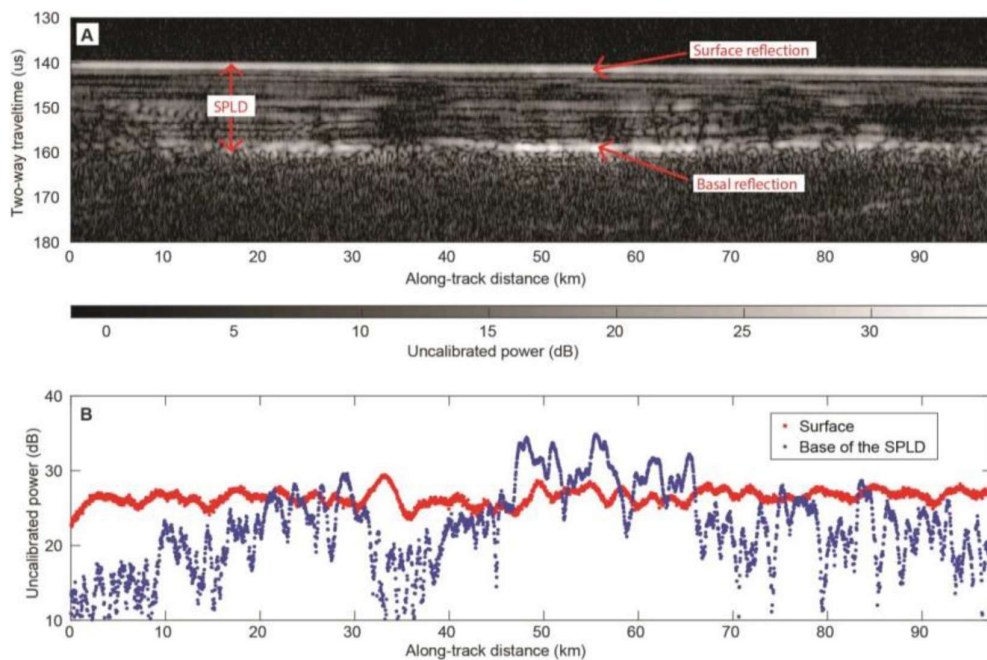 130
A
Surface reflection
140
SPLD
150
160
Basal reflection
170
180
Two-way traveltime (us)
0 10 20 30 40 50 60 70 80 90
Along-track distance (km)
0 5 10 15 20 25 30
Uncalibrated power (dB)
40
B
Surface
Base of the SPLD
30
20
10
Uncalibrated power (dB)
0 10 20 30 40 50 60 70 80 90
Along-track distance (km)